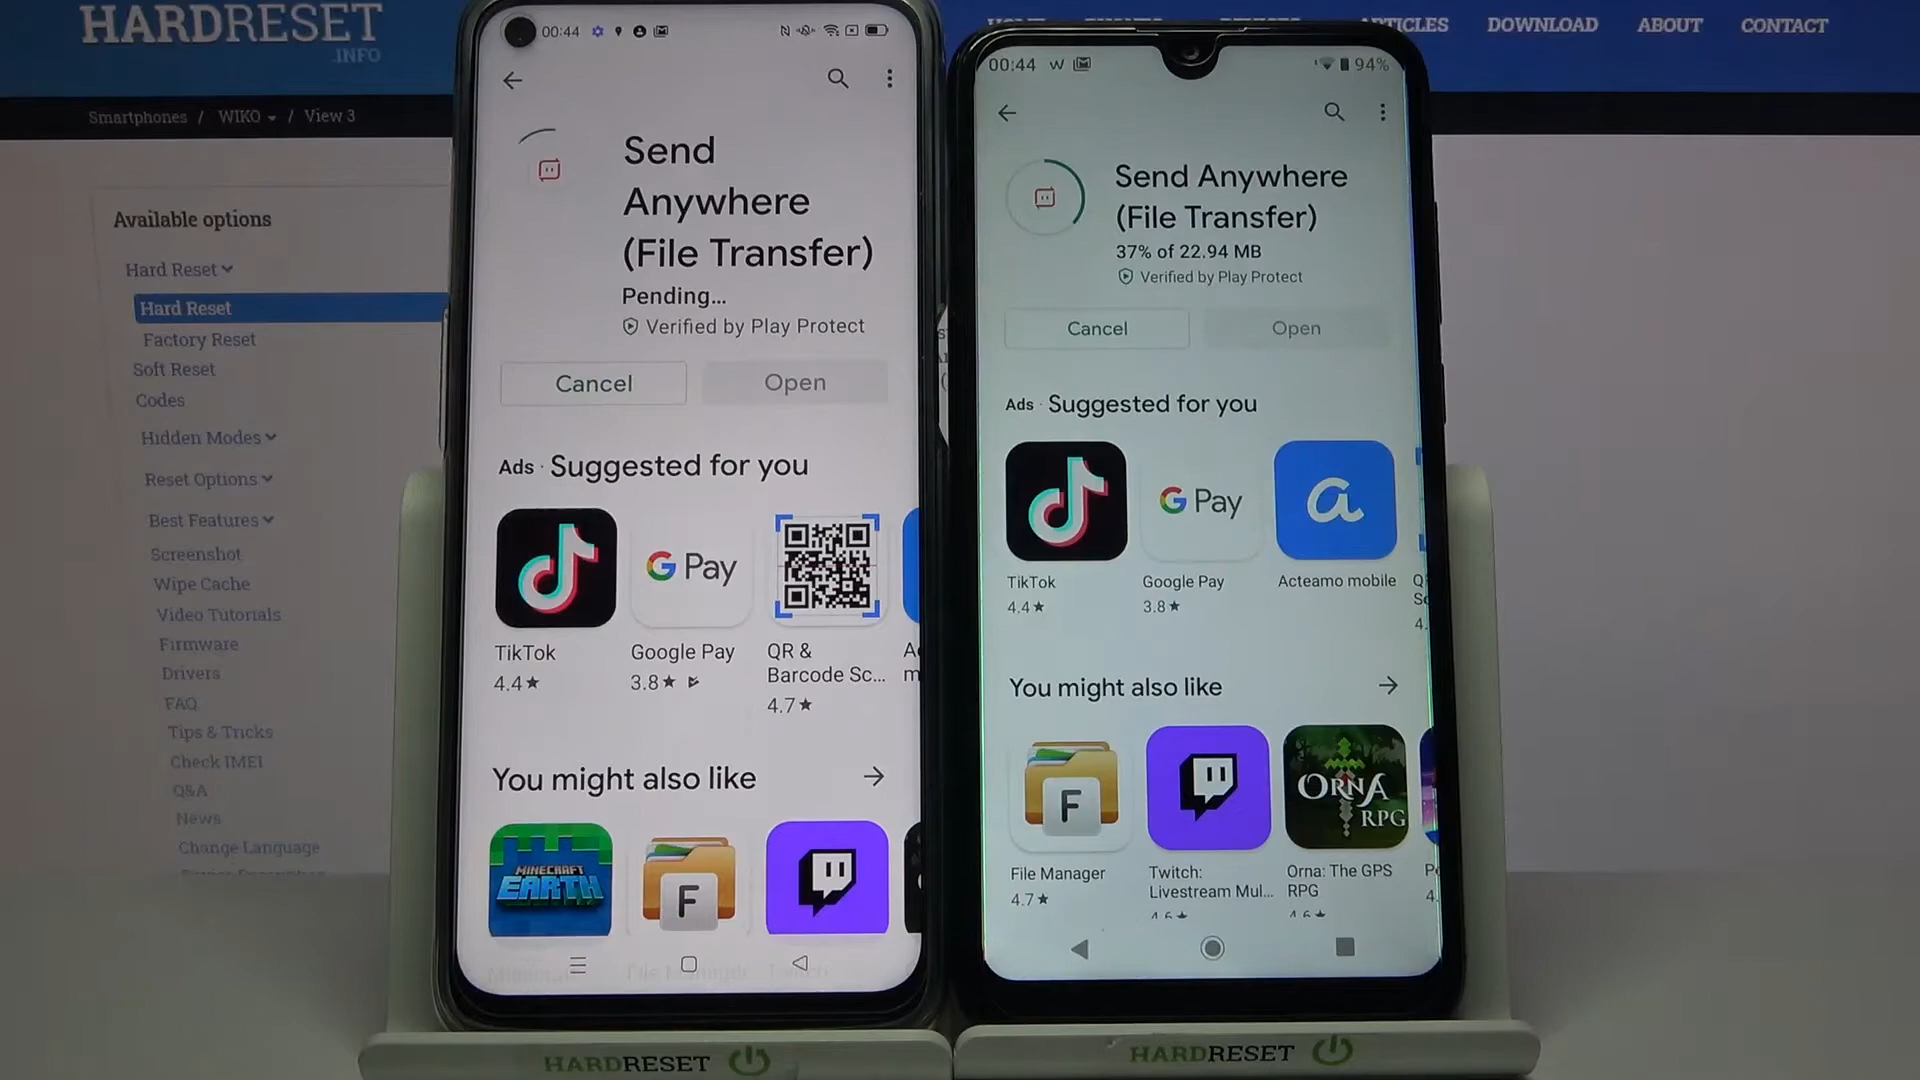 HARDRESET
.INFO
ARTICLES
DOWNLOAD
ABOUT
CONTACT
Smartphones / WIKO / View 3
Available options
Hard Reset
Hard Reset
Factory Reset
Soft Reset
Codes
Hidden Modes
Reset Options
Best Features
Screenshot
Wipe Cache
Video Tutorials
Firmware
Drivers
FAQ
Tips & Tricks
Check IMEI
Q&A
News
Change Language
00:44
Send
Anywhere
(File Transfer)
Pending...
Verified by Play Protect
Cancel
Open
Ads · Suggested for you
G Pay
TikTok
4.4★
Google Pay
3.8★
QR &
Barcode Sc...
4.7★
You might also like
MINECRAFT
EARTH
F
HARDRESET
00:44
94%
Send Anywhere
(File Transfer)
37% of 22.94 MB
Verified by Play Protect
Cancel
Open
Ads · Suggested for you
G Pay
a
TikTok
4.4★
Google Pay
3.8★
Acteamo mobile
You might also like
F
ORNA
RPG
File Manager
4.7★
Twitch:
Livestream Mul...
4.6★
Orna: The GPS
RPG
4.6★
HARDRESET